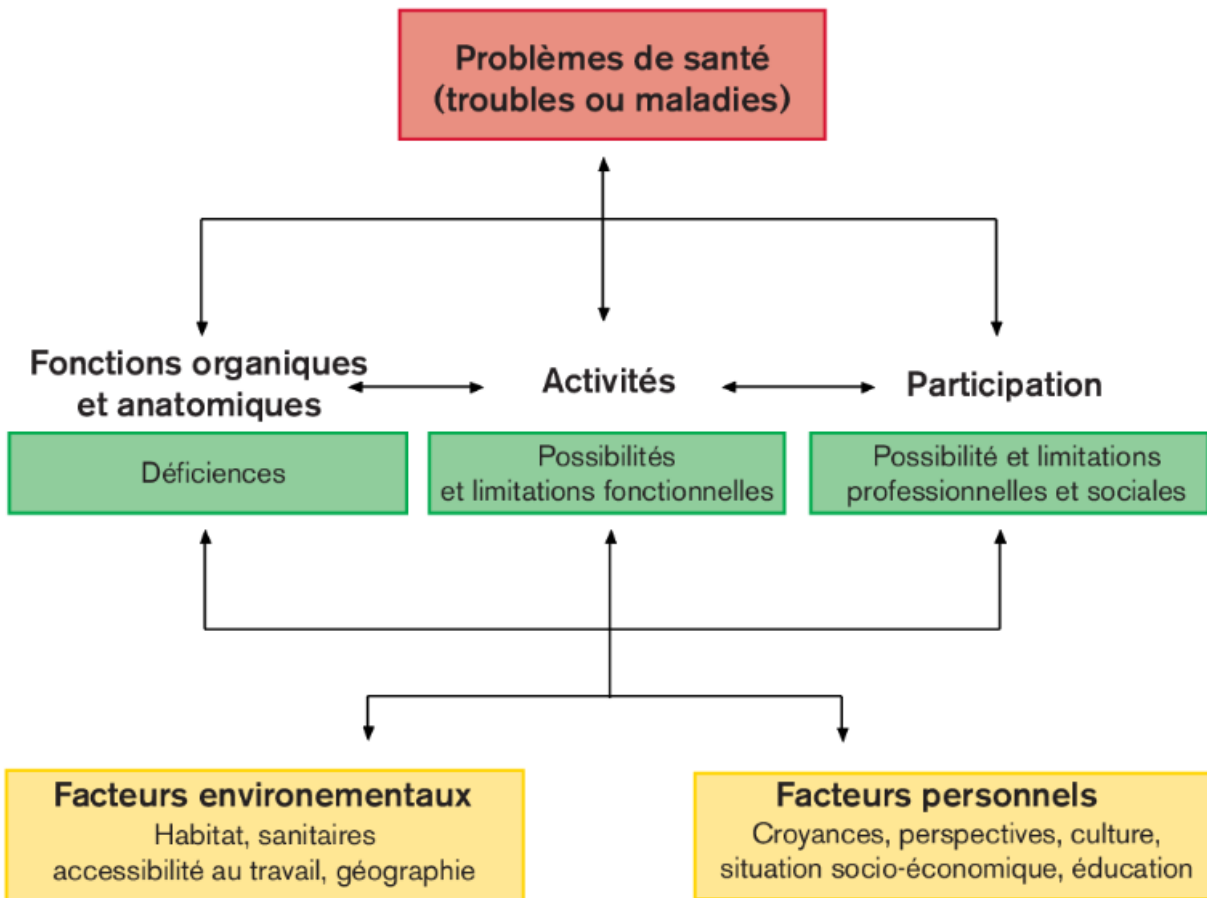 Problèmes de santé
(troubles ou maladies)
Fonctions organiques
et anatomiques
Activités
Participation
Déficiences
Possibilités
et limitations fonctionnelles
Possibilité et limitations
professionnelles et sociales
Facteurs environementaux
Habitat, sanitaires
accessibilité au travail, géographie
Facteurs personnels
Croyances, perspectives, culture,
situation socio-économique, éducation